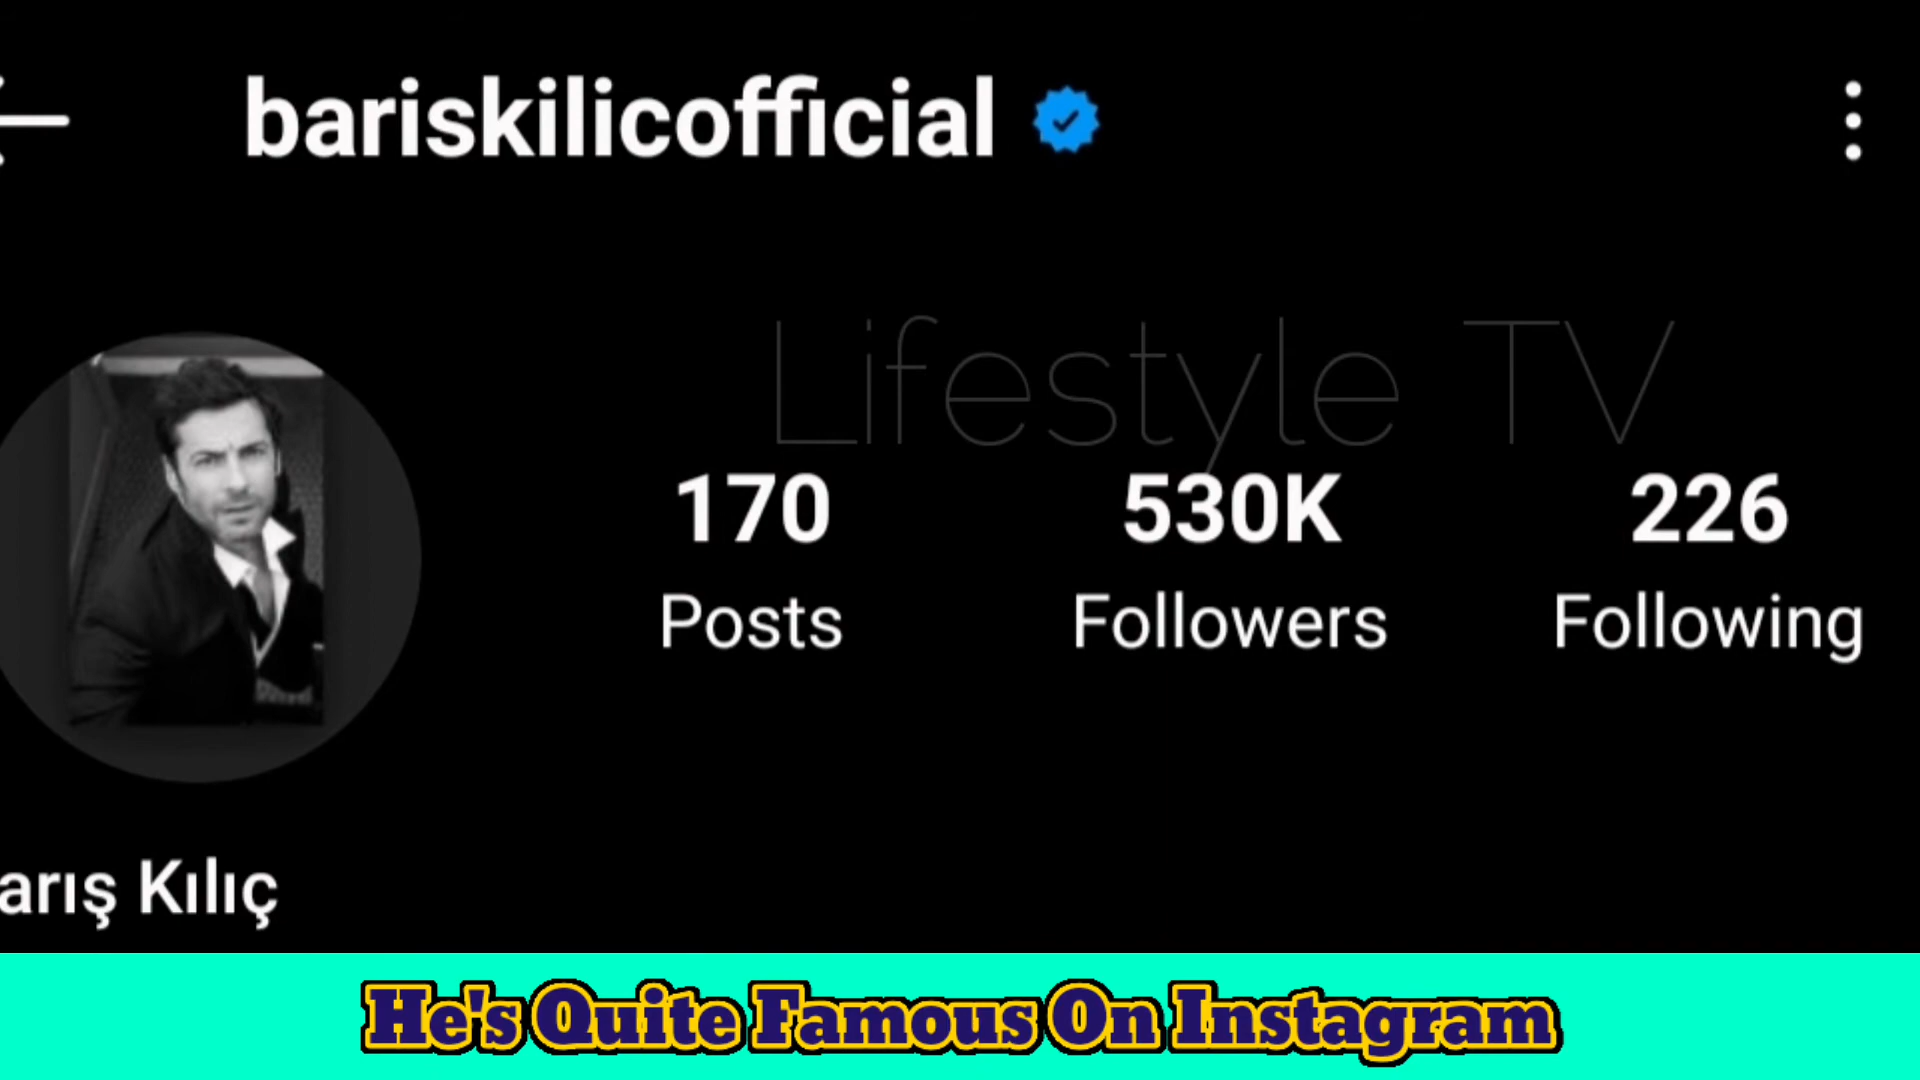 bariskilicofficial
Lifestyle TV
170 530K 226
Posts Followers Following
arış Kılıç
He's Quite Famous On Instagram